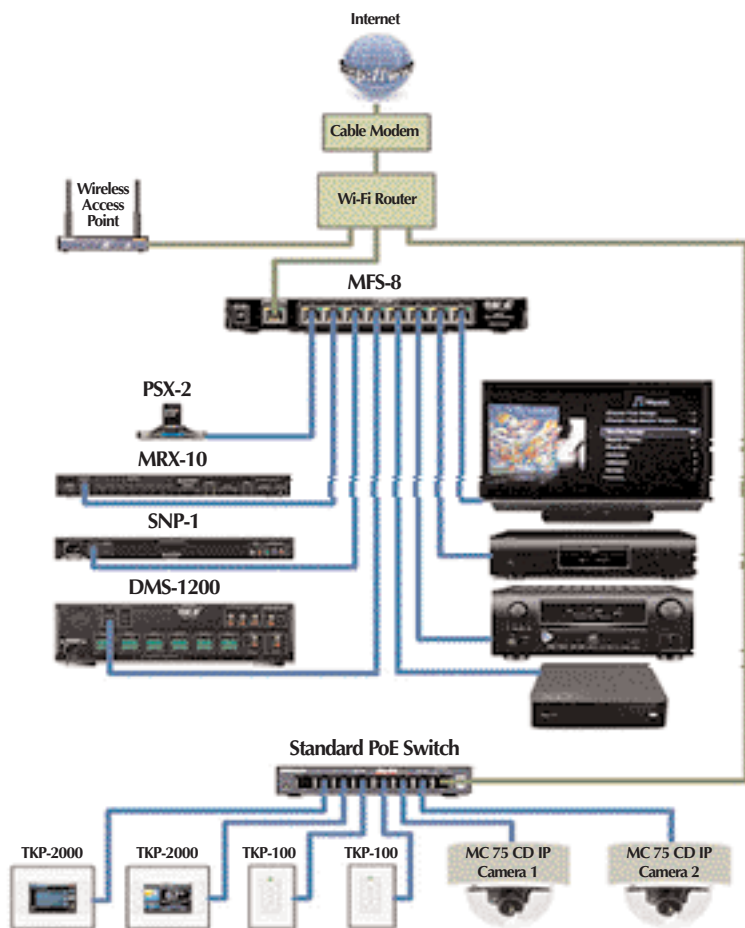 Internet
Cable Modem
Wi-Fi Router
Wireless
Access
Point
MFS-8
PSX-2
MRX-10
SNP-1
DMS-1200
Standard PoE Switch
TKP-2000
TKP-2000
TKP-100
TKP-100
MC 75 CD IP
Camera 1
MC 75 CD IP
Camera 2